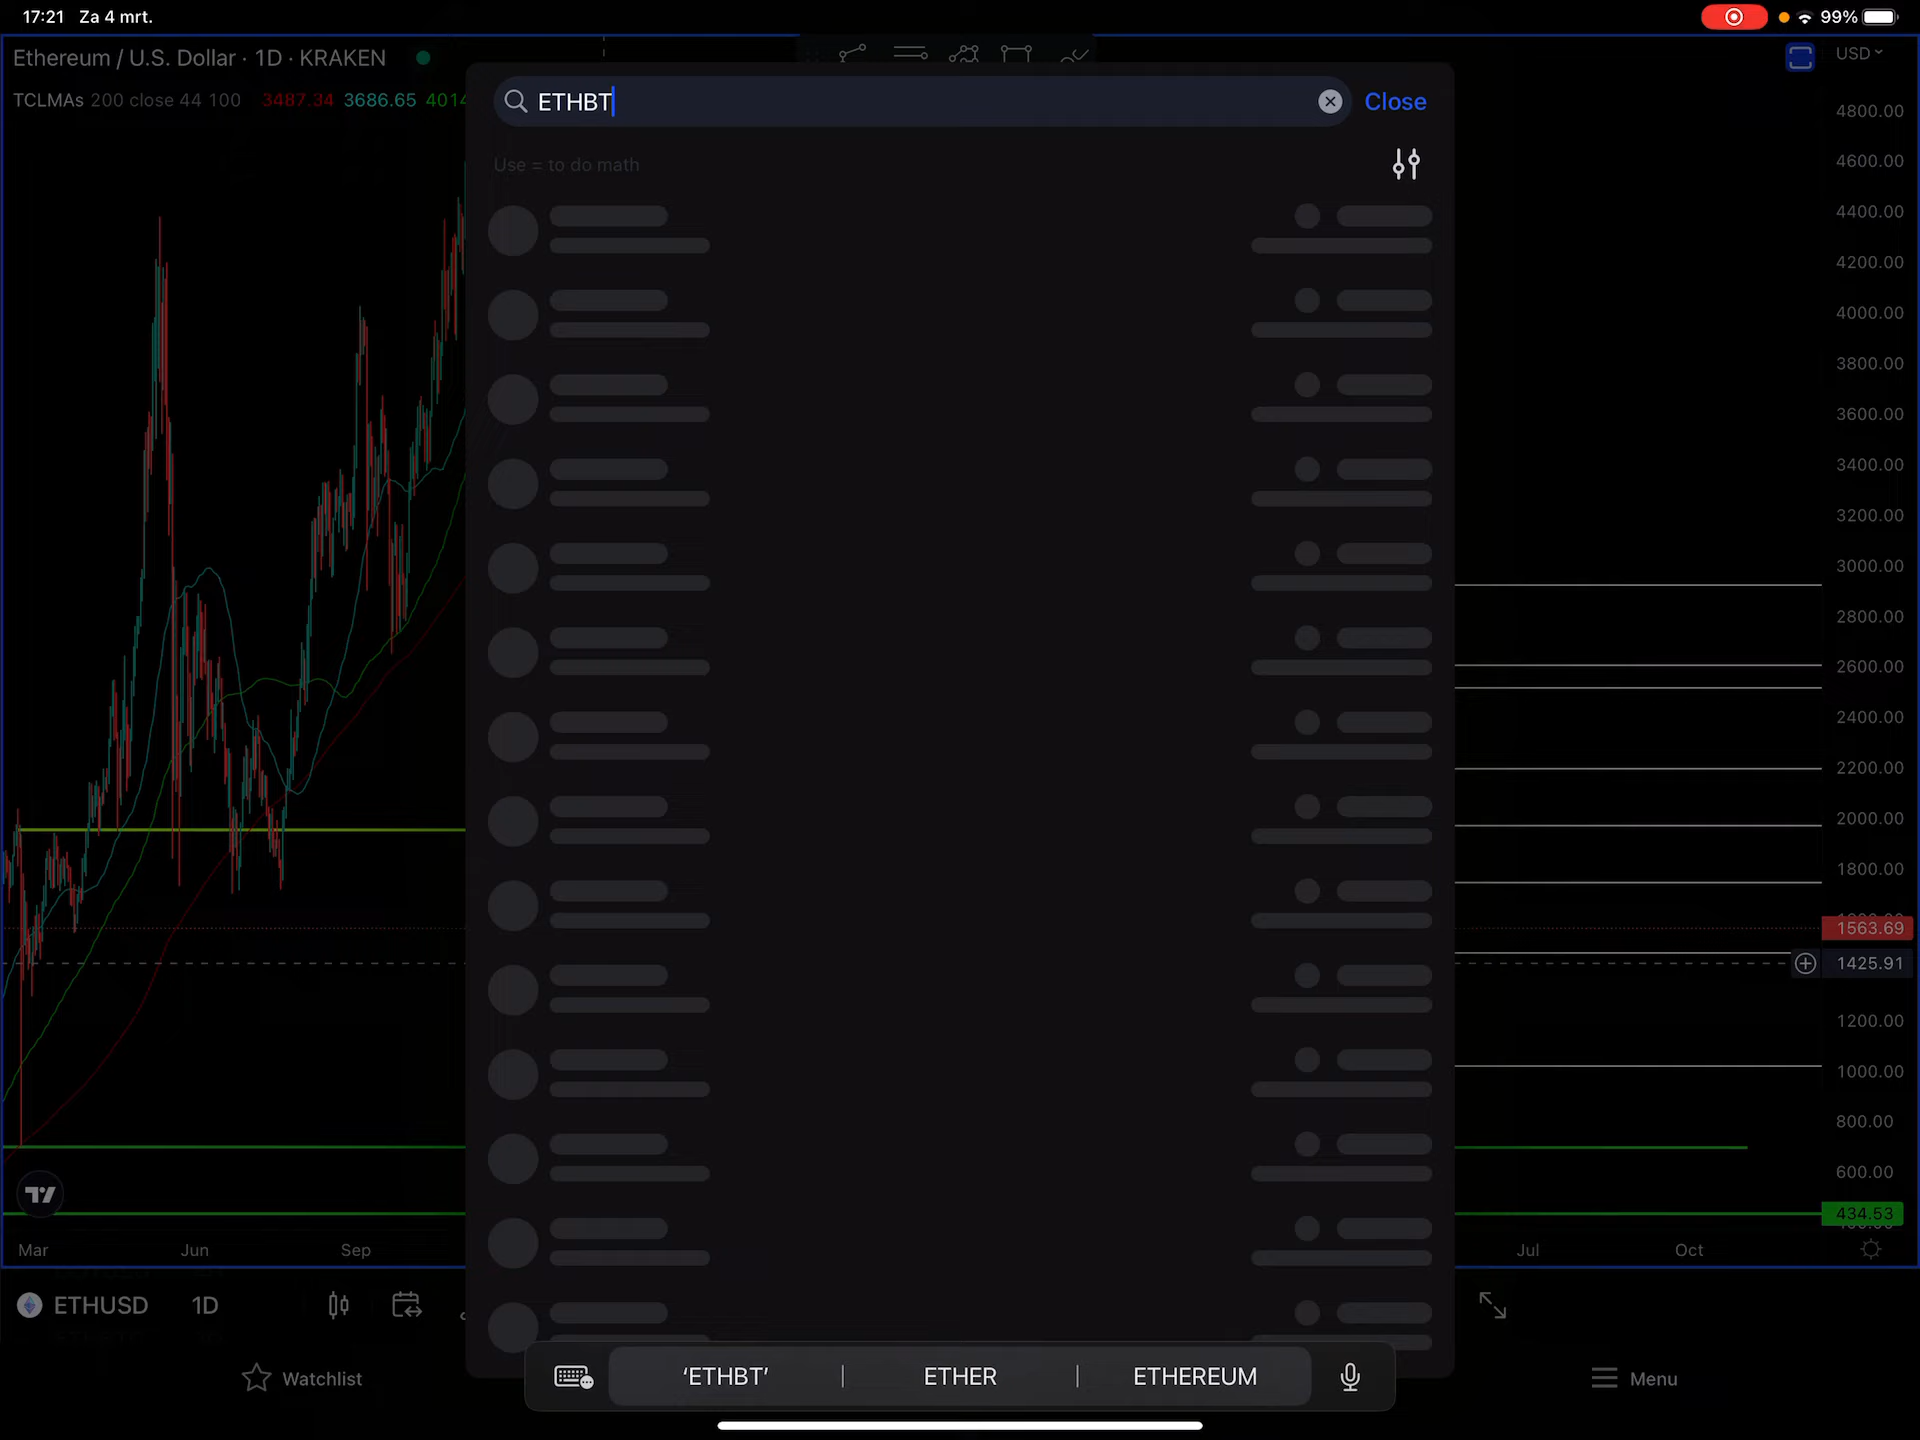 17:21 Za 4 mrt.
99%
Ethereum / U.S. Dollar · 1D · KRAKEN
USD
TCLMAs 200 close 44 100 3487.34 3686.65 4014
ETHBT
Close
Use = to do math
4800.00
4600.00
4400.00
4200.00
4000.00
3800.00
3600.00
3400.00
3200.00
3000.00
2800.00
2600.00
2400.00
2200.00
2000.00
1800.00
1563.69
1425.91
1200.00
1000.00
800.00
600.00
434.53
Mar Jun Sep Jul Oct
ETHUSD 1D
Watchlist
‘ETHBT’ | ETHER | ETHEREUM
Menu